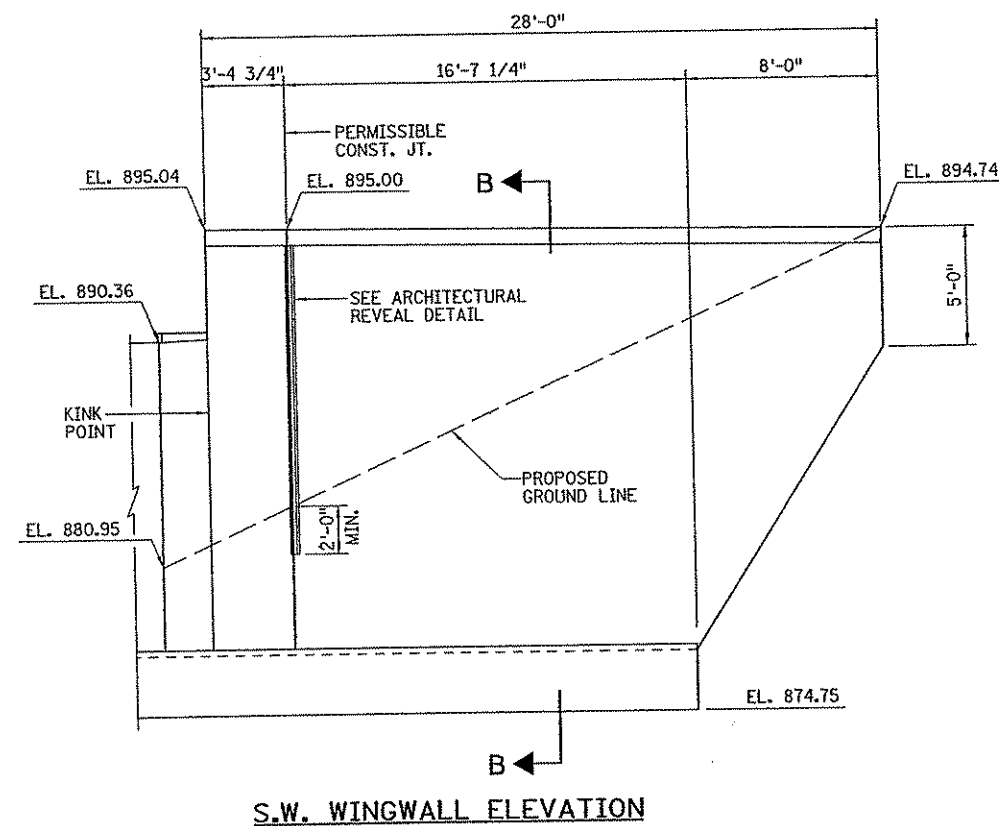 28'-0"
3'-4 3/4"
16'-7 1/4"
8'-0"
PERMISSIBLE
CONST. JT.
EL. 895.04
EL. 895.00
B
EL. 894.74
EL. 890.36
SEE ARCHITECTURAL
REVEAL DETAIL
5'-0"
KINK
POINT
PROPOSED
GROUND LINE
EL. 880.95
2'-0"
MIN.
EL. 874.75
B
S.W. WINGWALL ELEVATION